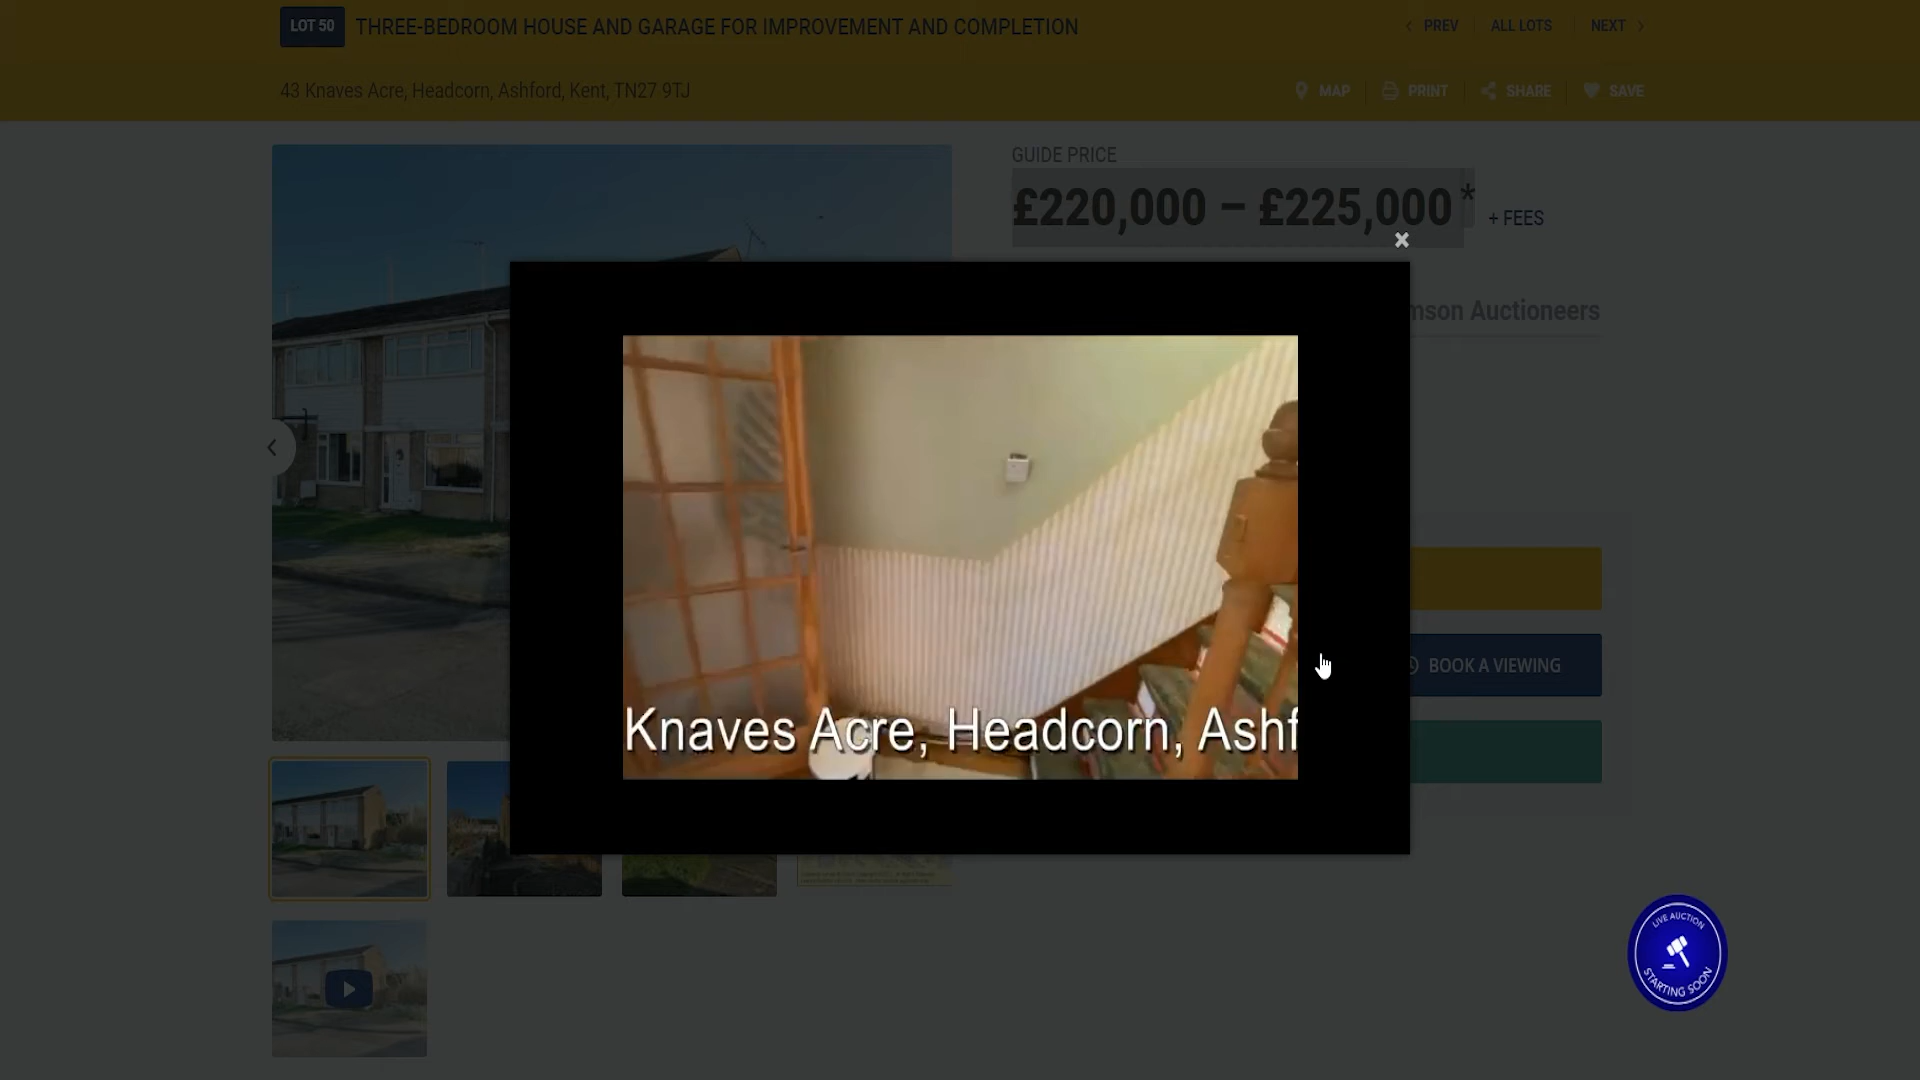 LOT 50 THREE-BEDROOM HOUSE AND GARAGE FOR IMPROVEMENT AND COMPLETION
PREV ALL LOTS NEXT
43 Knaves Acre, Headcorn, Ashford, Kent, TN27 9TJ
MAP PRINT SHARE SAVE
GUIDE PRICE
£220,000 – £225,000* + FEES
mson Auctioneers
BOOK A VIEWING
Knaves Acre, Headcorn, Ashf
LIVE AUCTION
STARTING SOON